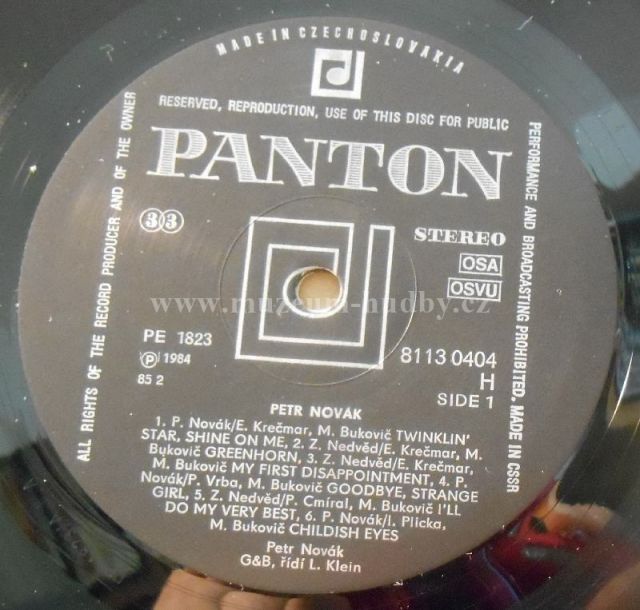 MADE IN CZECHOSLOVAKIA
RESERVED, REPRODUCTION, USE OF THIS DISC FOR PUBLIC
PERFORMANCE AND BROADCASTING PROHIBITED. MADE IN CSSR
ALL RIGHTS OF THE RECORD PRODUCER AND OF THE OWNER
PANTON
33
STEREO
OSA
OSVU
www.muzeum-hudby.cz
PE 1823
Ⓟ 1984
85 2
8113 0404
H
SIDE 1
PETR NOVÁK
1. P. Novák/E. Krečmar, M. Bukovič TWINKLIN'
STAR, SHINE ON ME, 2. Z. Nedvěd/E. Krečmar, M.
Bukovič GREENHORN, 3. Z. Nedvěd/E. Krečmar,
M. Bukovič MY FIRST DISAPPOINTMENT, 4. P.
Novák/P. Vrba, M. Bukovič GOODBYE, STRANGE
GIRL, 5. Z. Nedvěd/P. Cmíral, M. Bukovič I'LL
DO MY VERY BEST, 6. P. Novák/I. Plicka,
M. Bukovič CHILDISH EYES
Petr Novák
G&B, řídí L. Klein